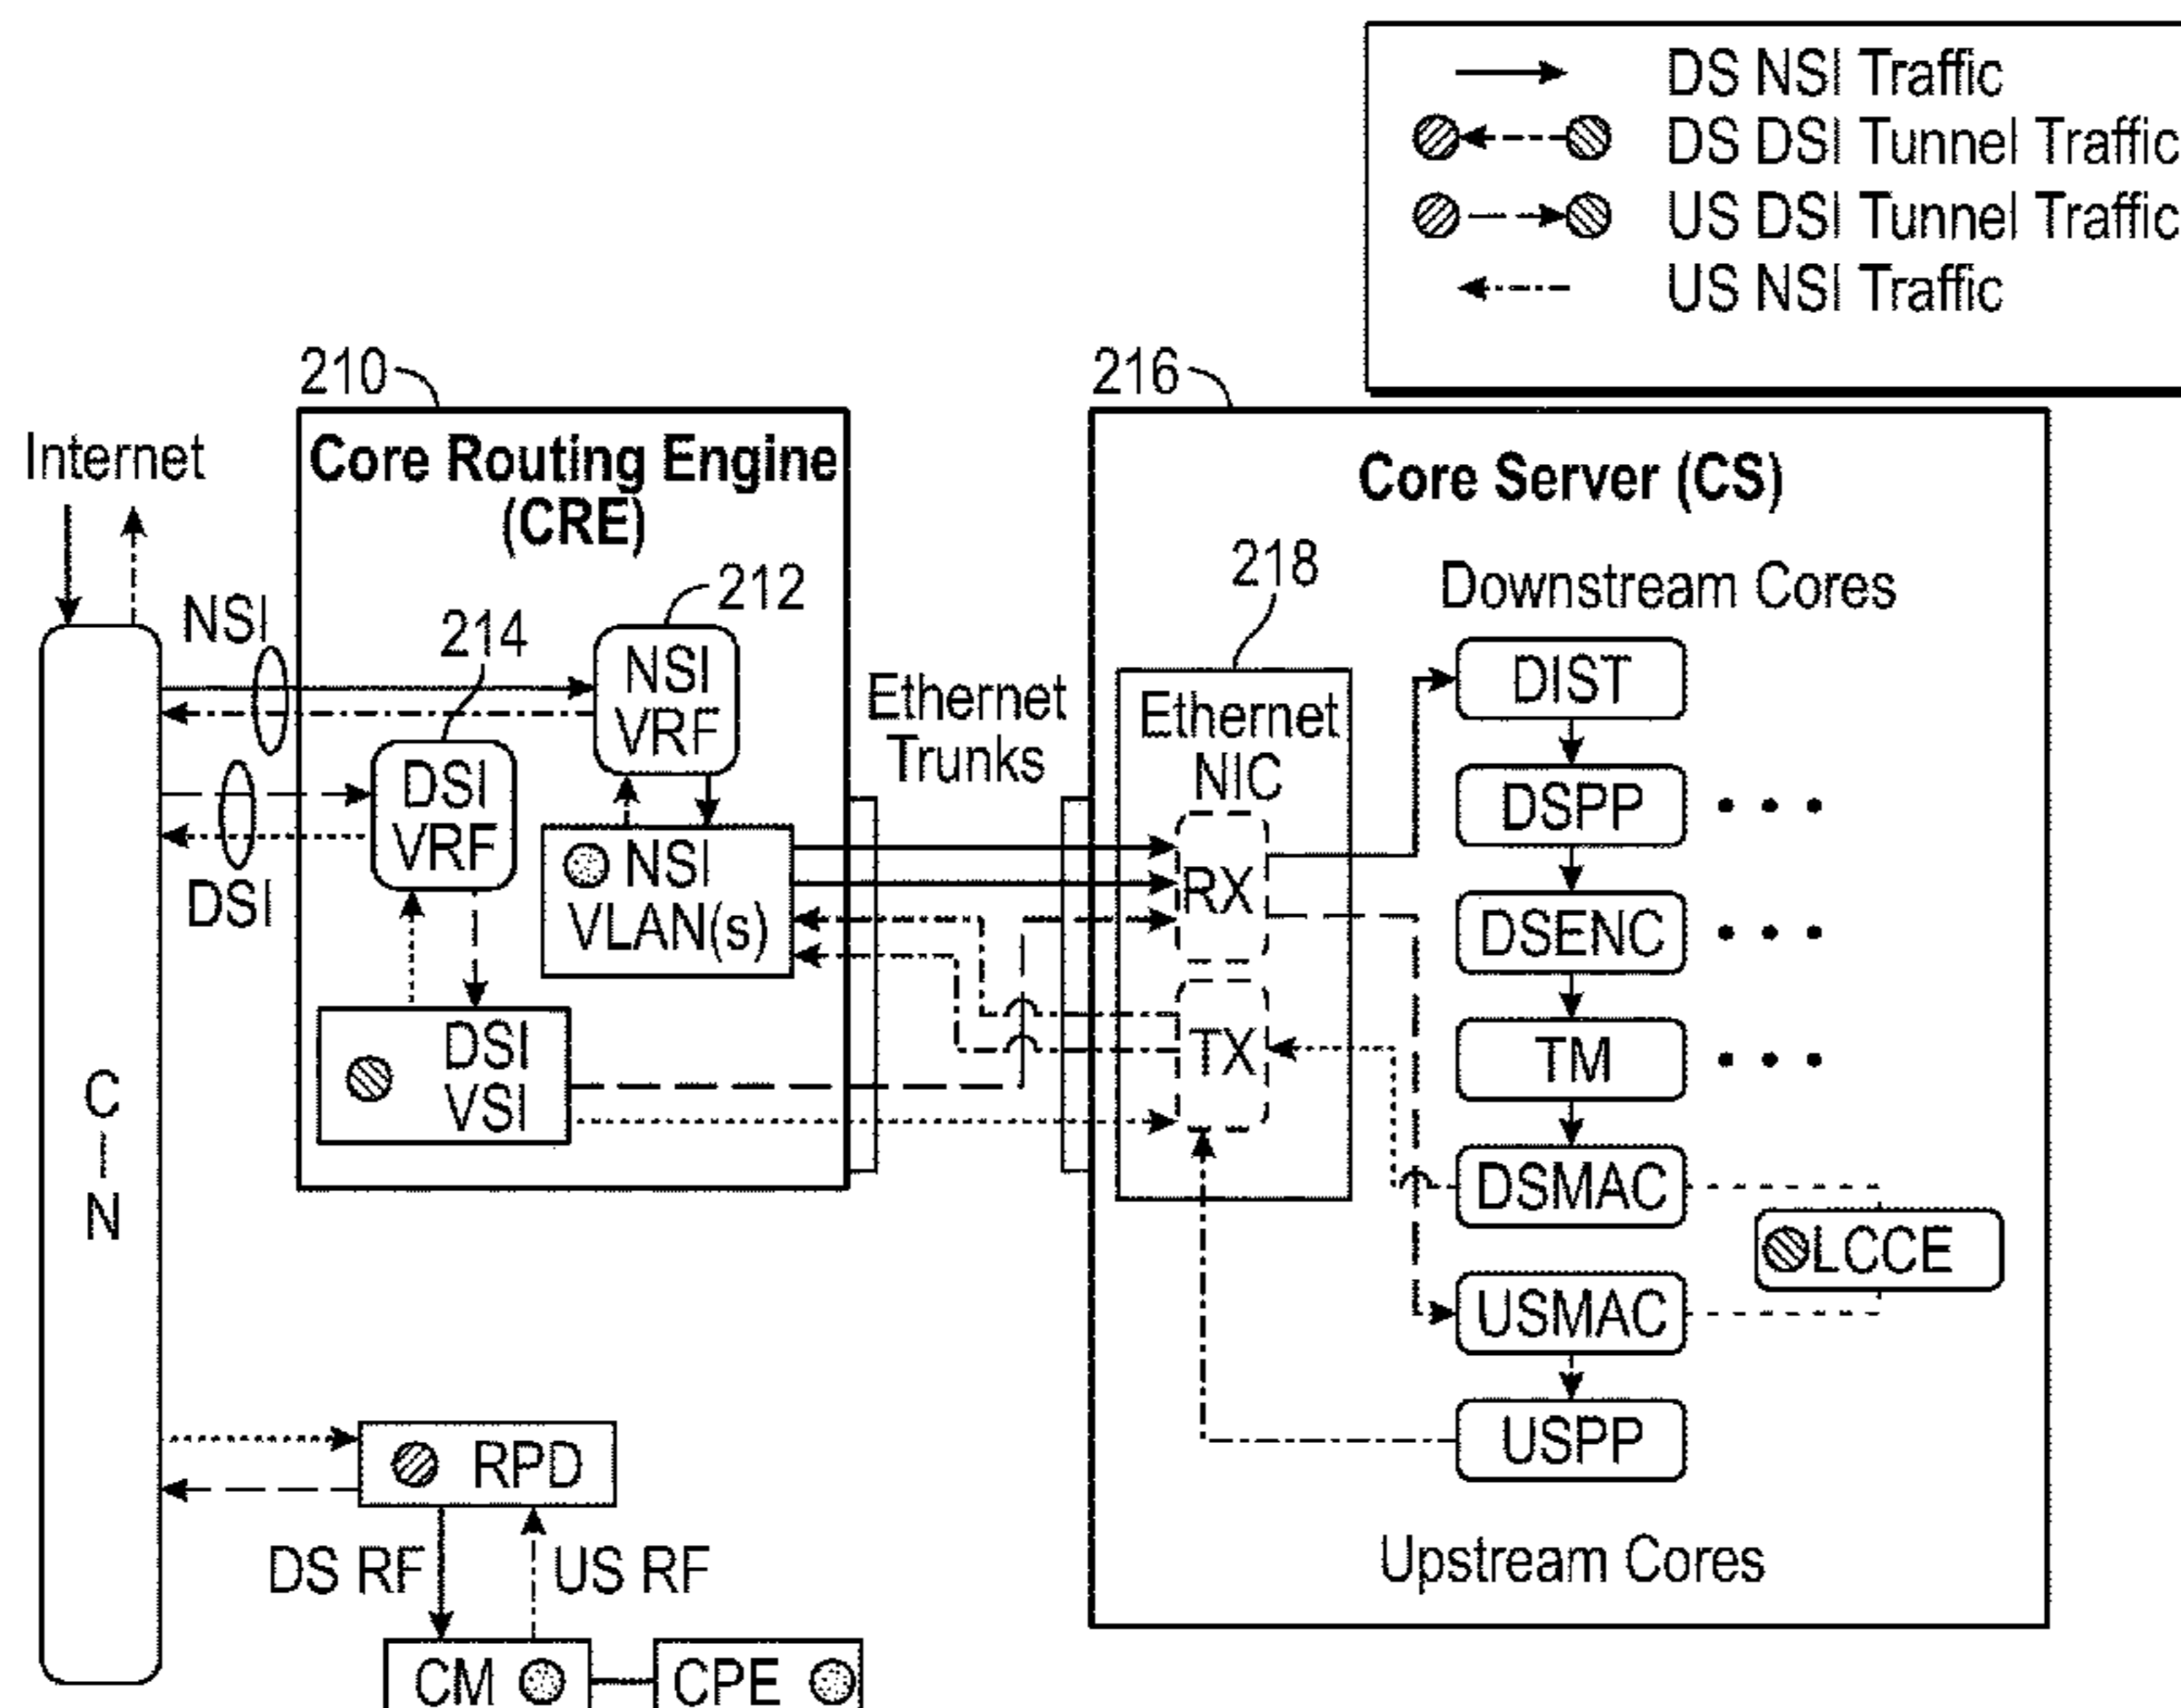 DS NSI Traffic
DS DSI Tunnel Traffic
US DSI Tunnel Traffic
US NSI Traffic
210
216
Internet
Core Routing Engine
(CRE)
Core Server (CS)
212
218
214
NSI
Downstream Cores
NSI
VRF
Ethernet
Trunks
Ethernet
NIC
DIST
DSI
VRF
DSPP
DSI
NSI
VLAN(s)
RX
DSENC
DSI
VSI
TX
TM
C
I
N
DSMAC
LCCE
USMAC
USPP
RPD
DS RF
US RF
Upstream Cores
CM
CPE